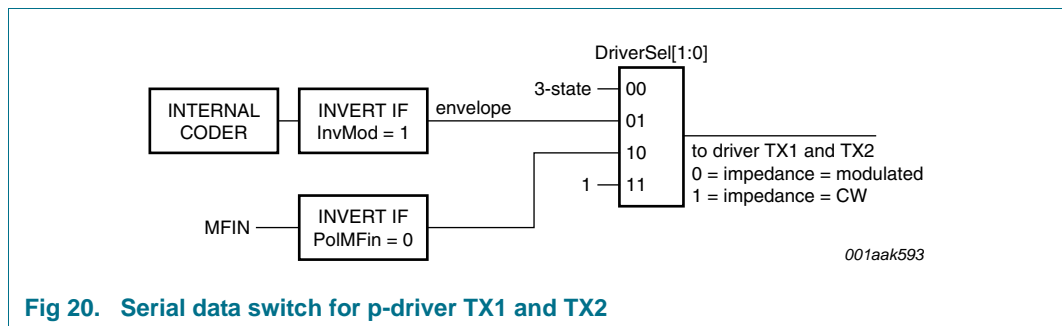 DriverSel[1:0]
3-state
00
INTERNAL
CODER
INVERT IF
InvMod = 1
envelope
01
10
1
11
to driver TX1 and TX2
0 = impedance = modulated
1 = impedance = CW
MFIN
INVERT IF
PolMFin = 0
001aak593
Fig 20. Serial data switch for p-driver TX1 and TX2